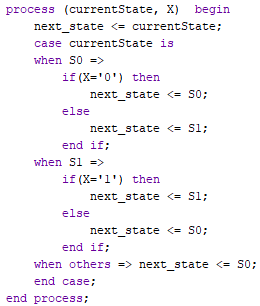 process (currentState, X)  begin
    next_state <= currentState;
    case currentState is
    when S0 =>
        if(X='0') then
            next_state <= S0;
        else
            next_state <= S1;
        end if;
    when S1 =>
        if(X='1') then
            next_state <= S1;
        else
            next_state <= S0;
        end if;
    when others => next_state <= S0;
    end case;
end process;